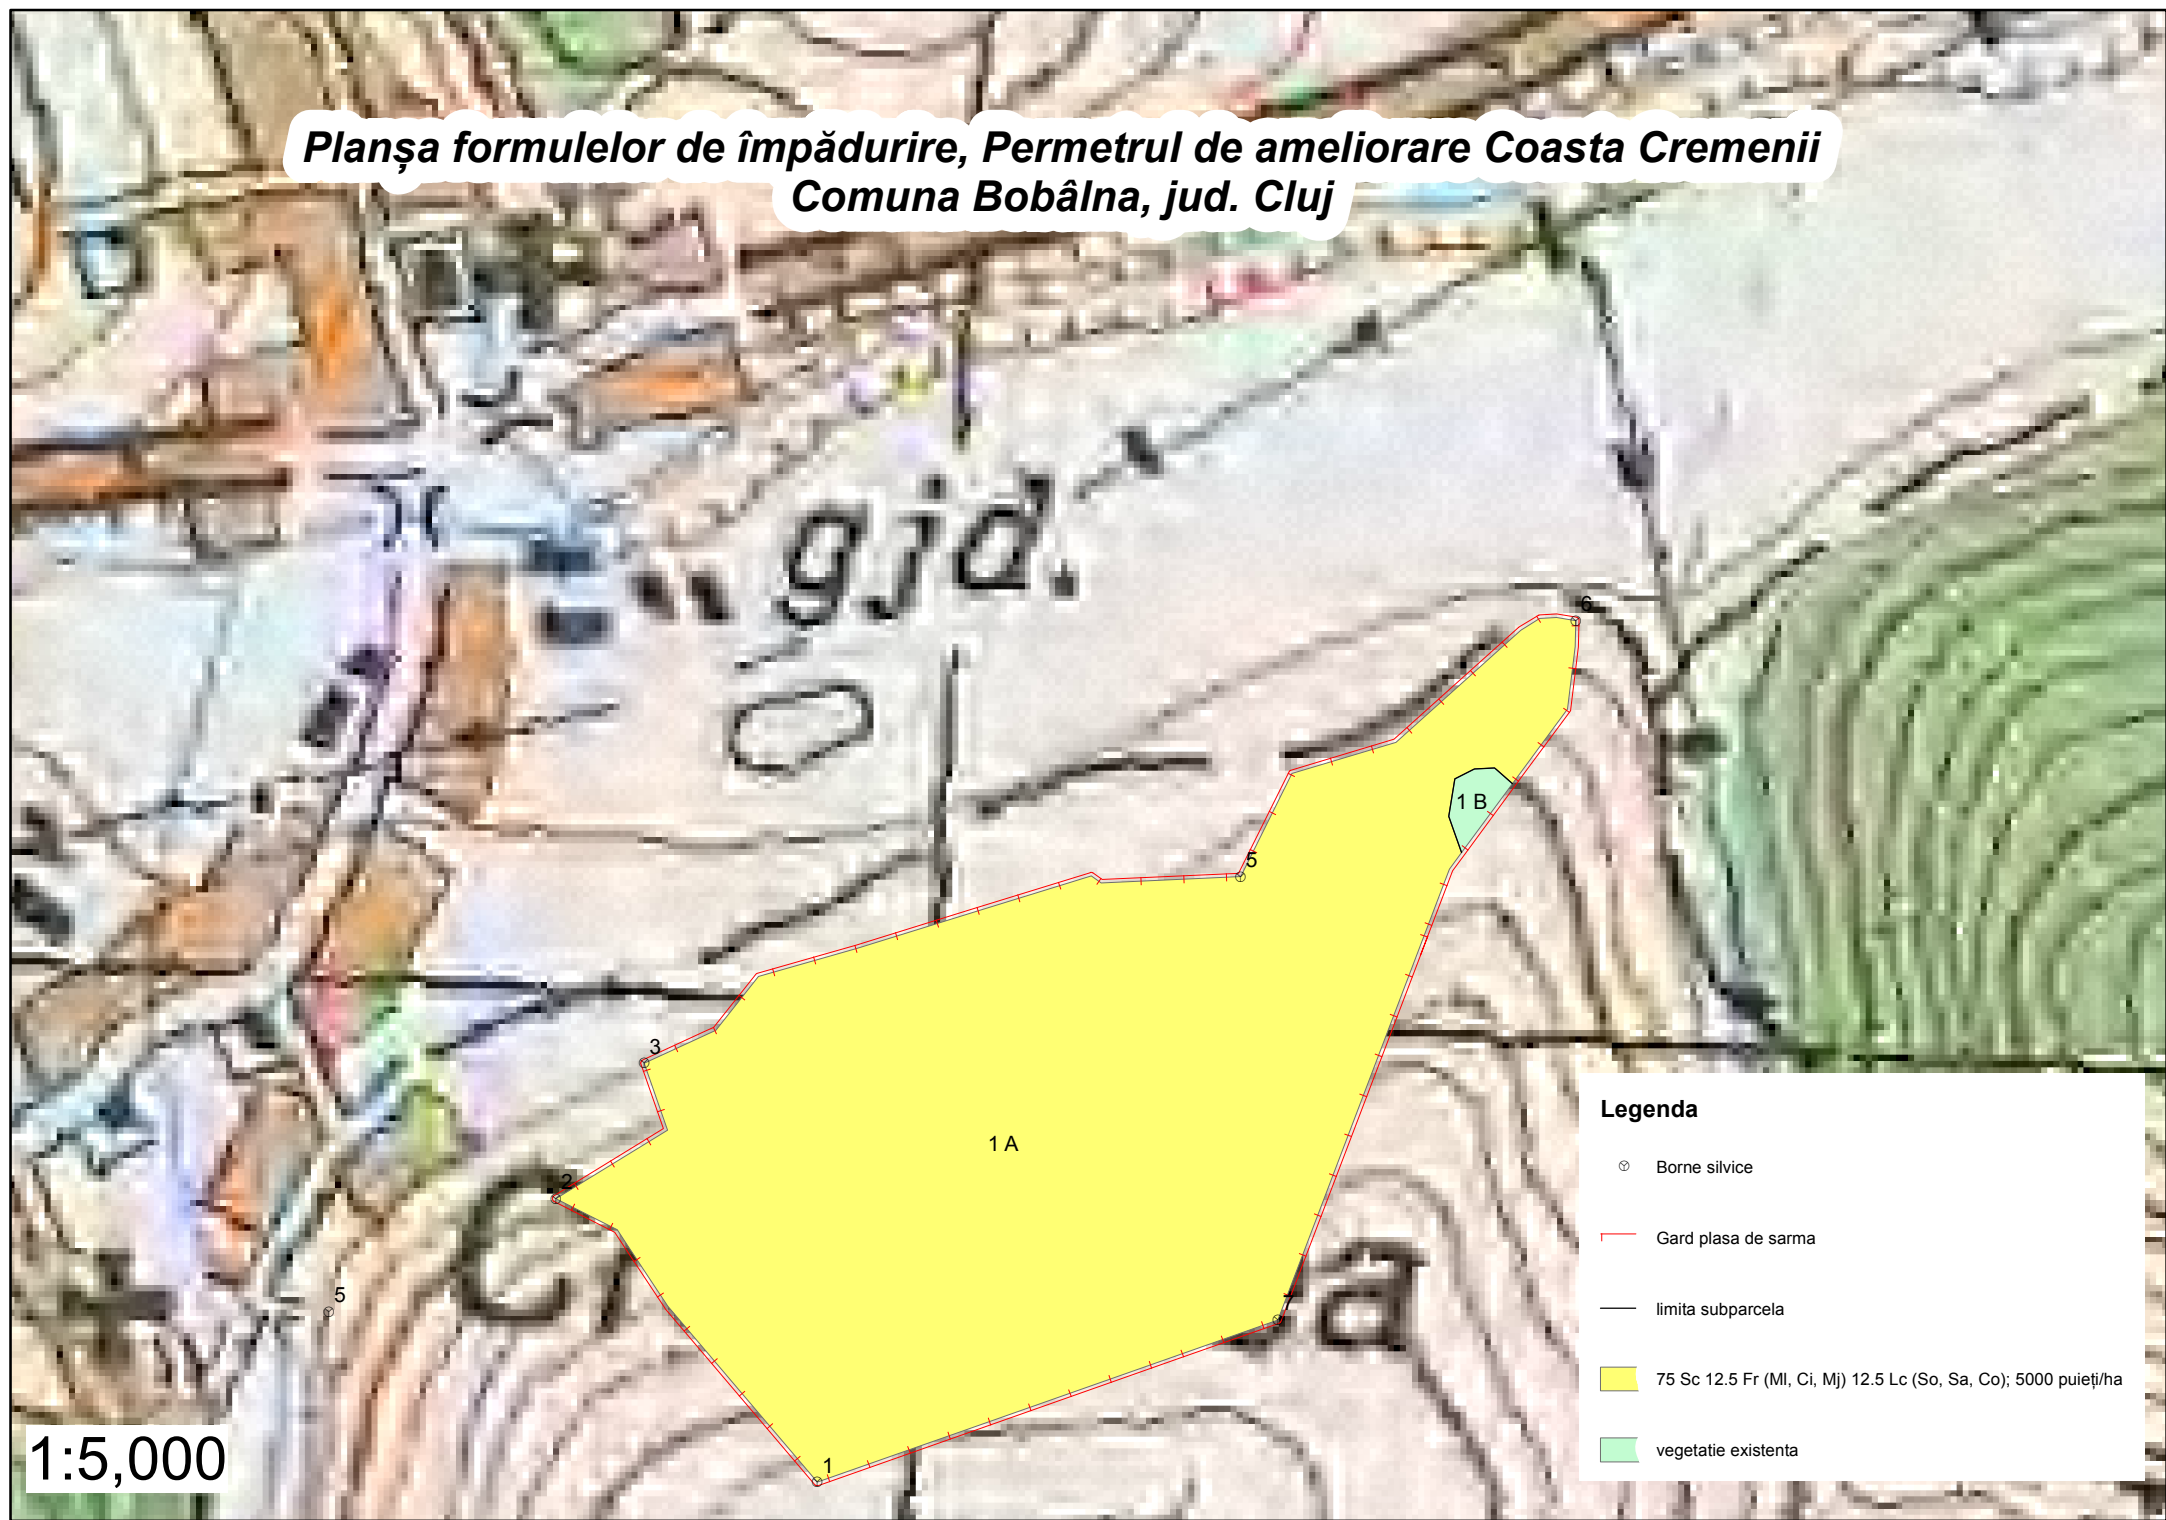 Planșa formulelor de împădurire, Permetrul de ameliorare Coasta Cremenii
Comuna Bobâlna, jud. Cluj
gjd.
6
1 B
5
3
1 A
2
5
7
a
1
1:5,000
Legenda
Borne silvice
Gard plasa de sarma
limita subparcela
75 Sc 12.5 Fr (Ml, Ci, Mj) 12.5 Lc (So, Sa, Co); 5000 puieți/ha
vegetatie existenta